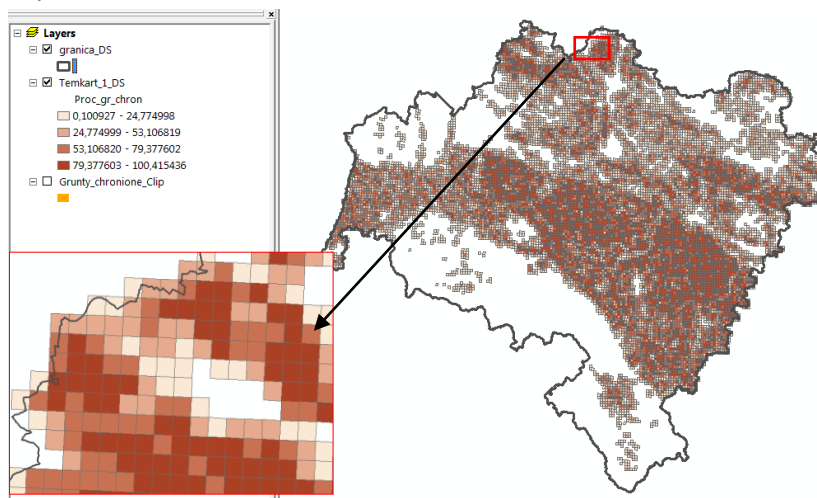 Layers
granica_DS
Temkart_1_DS
Proc_gr_chron
0,100927 - 24,774998
24,774999 - 53,106819
53,106820 - 79,377602
79,377603 - 100,415436
Grunty_chronione_Clip